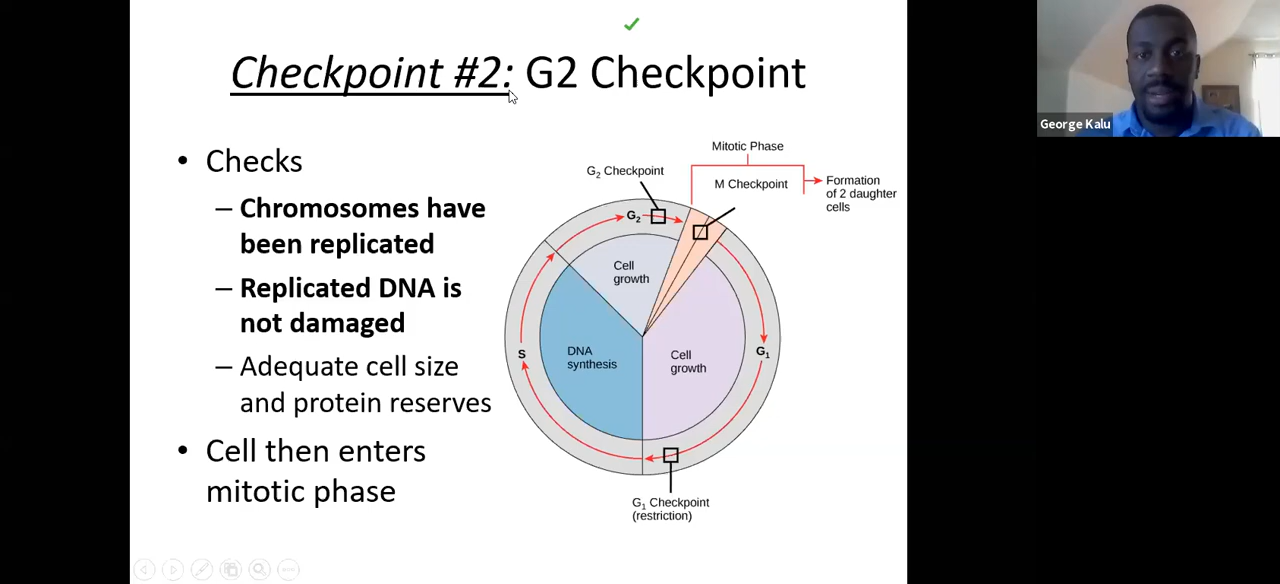 Checkpoint #2: G2 Checkpoint
George Kalu
• Checks
– Chromosomes have
been replicated
– Replicated DNA is
not damaged
– Adequate cell size
and protein reserves
• Cell then enters
mitotic phase
Mitotic Phase
G₂ Checkpoint
M Checkpoint
Formation
of 2 daughter
cells
G₂
Cell
growth
S
DNA
synthesis
Cell
growth
G₁
G₁ Checkpoint
(restriction)